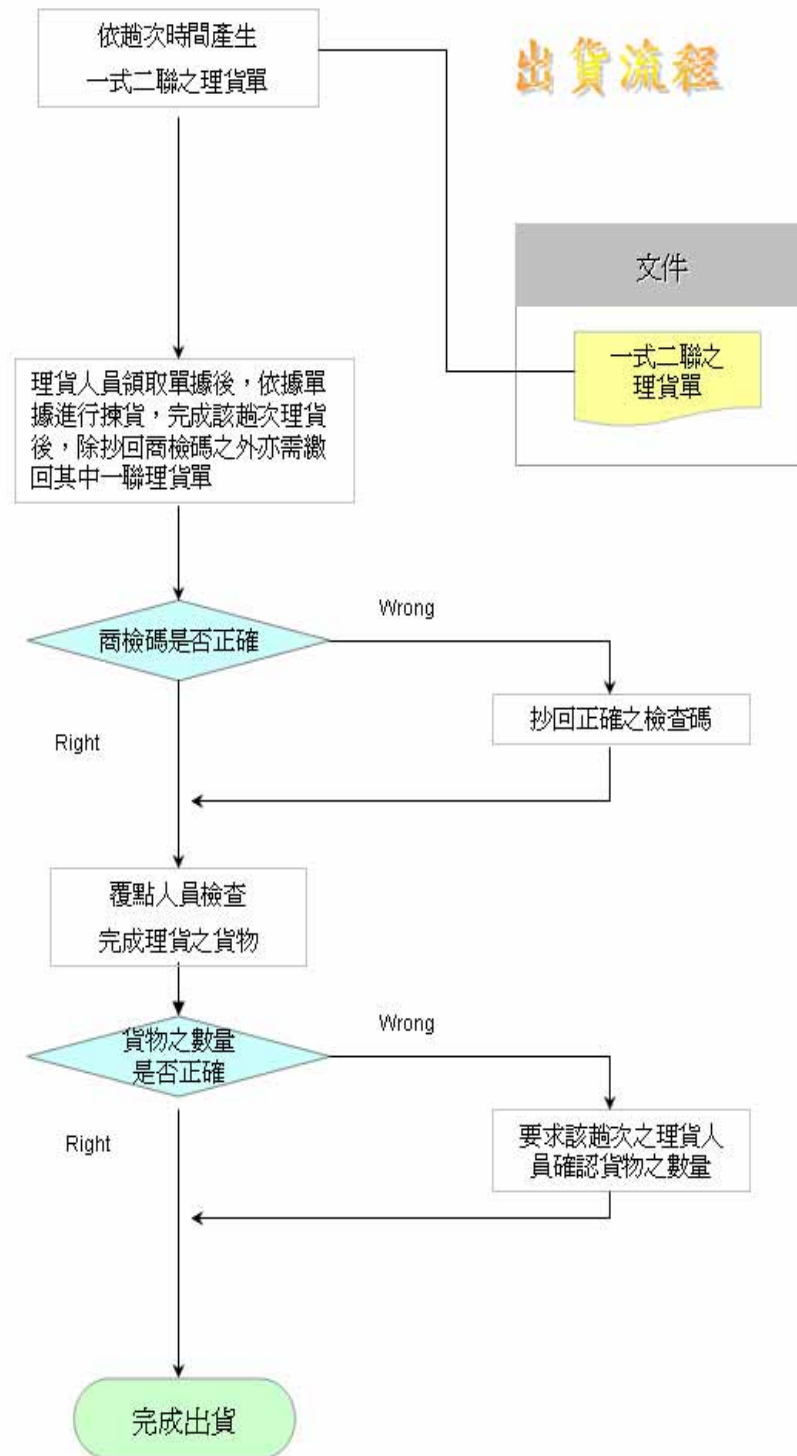 依趟次時間產生
一式二聯之理貨單
出貨流程
文件
一式二聯之
理貨單
理貨人員領取單據後，依據單
據進行揀貨，完成該趟次理貨
後，除抄回商檢碼之外亦需繳
回其中一聯理貨單
商檢碼是否正確
Wrong
抄回正確之檢查碼
Right
覆點人員檢查
完成理貨之貨物
貨物之數量
是否正確
Wrong
要求該趟次之理貨人
員確認貨物之數量
Right
完成出貨